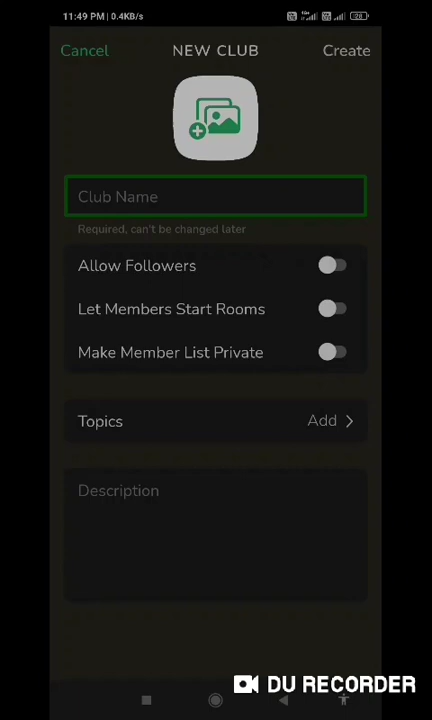 11:49 PM | 0.4KB/s
Cancel NEW CLUB Create
Club Name
Required, can't be changed later
Allow Followers
Let Members Start Rooms
Make Member List Private
Topics Add
Description
DU RECORDER